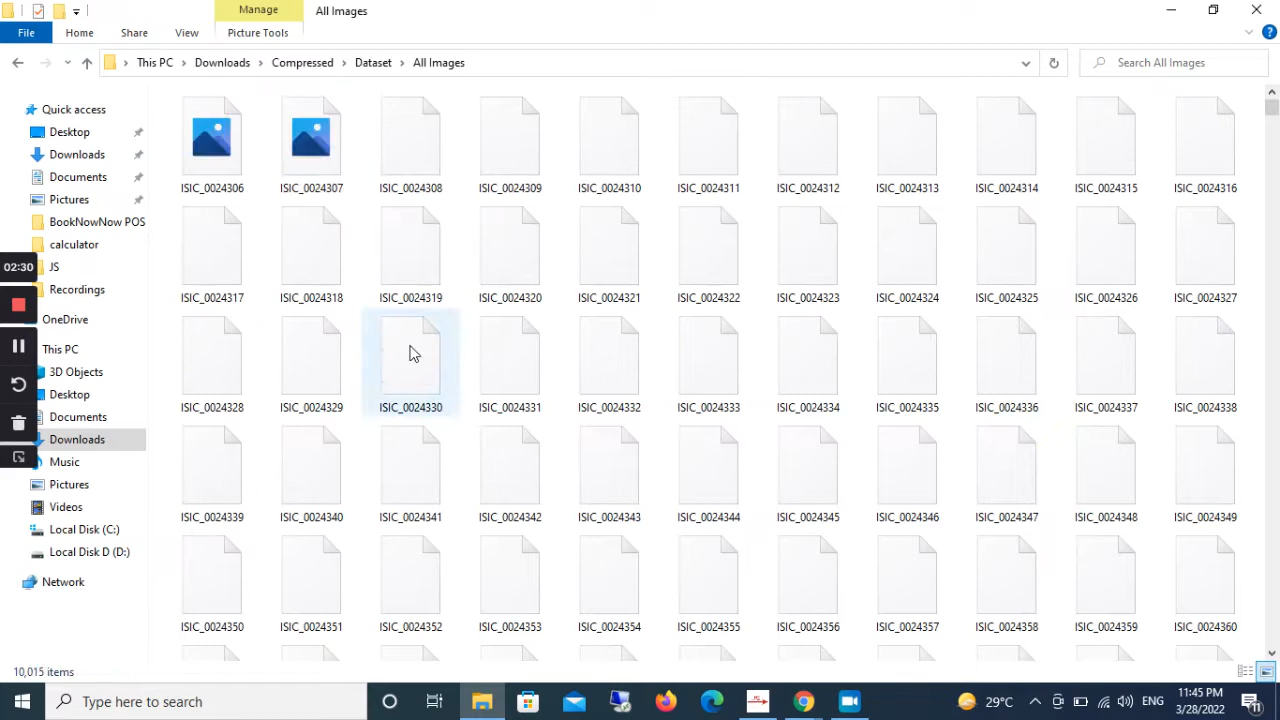 Manage
All Images
File
Home
Share
View
Picture Tools
This PC
Downloads
Compressed
Dataset
All Images
Search All Images
Quick access
Desktop
Downloads
Documents
Pictures
BookNowNow POS
calculator
JS
Recordings
OneDrive
This PC
3D Objects
Desktop
Documents
Downloads
Music
Pictures
Videos
Local Disk (C:)
Local Disk D (D:)
Network
02:30
ISIC_0024306 ISIC_0024307 ISIC_0024308 ISIC_0024309 ISIC_0024310 ISIC_0024311 ISIC_0024312 ISIC_0024313 ISIC_0024314 ISIC_0024315 ISIC_0024316
ISIC_0024317 ISIC_0024318 ISIC_0024319 ISIC_0024320 ISIC_0024321 ISIC_0024322 ISIC_0024323 ISIC_0024324 ISIC_0024325 ISIC_0024326 ISIC_0024327
ISIC_0024328 ISIC_0024329 ISIC_0024330 ISIC_0024331 ISIC_0024332 ISIC_0024333 ISIC_0024334 ISIC_0024335 ISIC_0024336 ISIC_0024337 ISIC_0024338
ISIC_0024339 ISIC_0024340 ISIC_0024341 ISIC_0024342 ISIC_0024343 ISIC_0024344 ISIC_0024345 ISIC_0024346 ISIC_0024347 ISIC_0024348 ISIC_0024349
ISIC_0024350 ISIC_0024351 ISIC_0024352 ISIC_0024353 ISIC_0024354 ISIC_0024355 ISIC_0024356 ISIC_0024357 ISIC_0024358 ISIC_0024359 ISIC_0024360
10,015 items
Type here to search
29°C
ENG
11:45 PM
3/28/2022